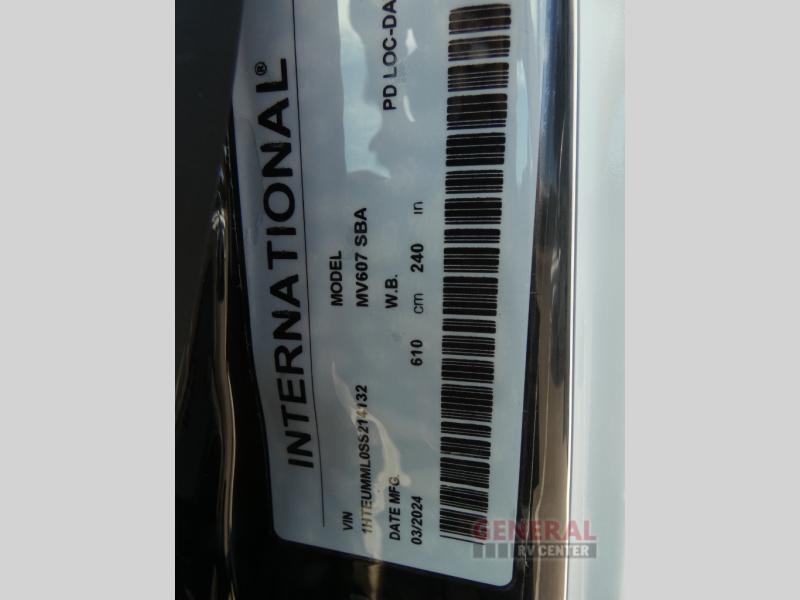 INTERNATIONAL®
MODEL
MV607 SBA
VIN
1HTEUMML0SS214132
W.B.
DATE MFG.
03/2024
610 cm 240 in
PD LOC-DA
GENERAL
RV CENTER